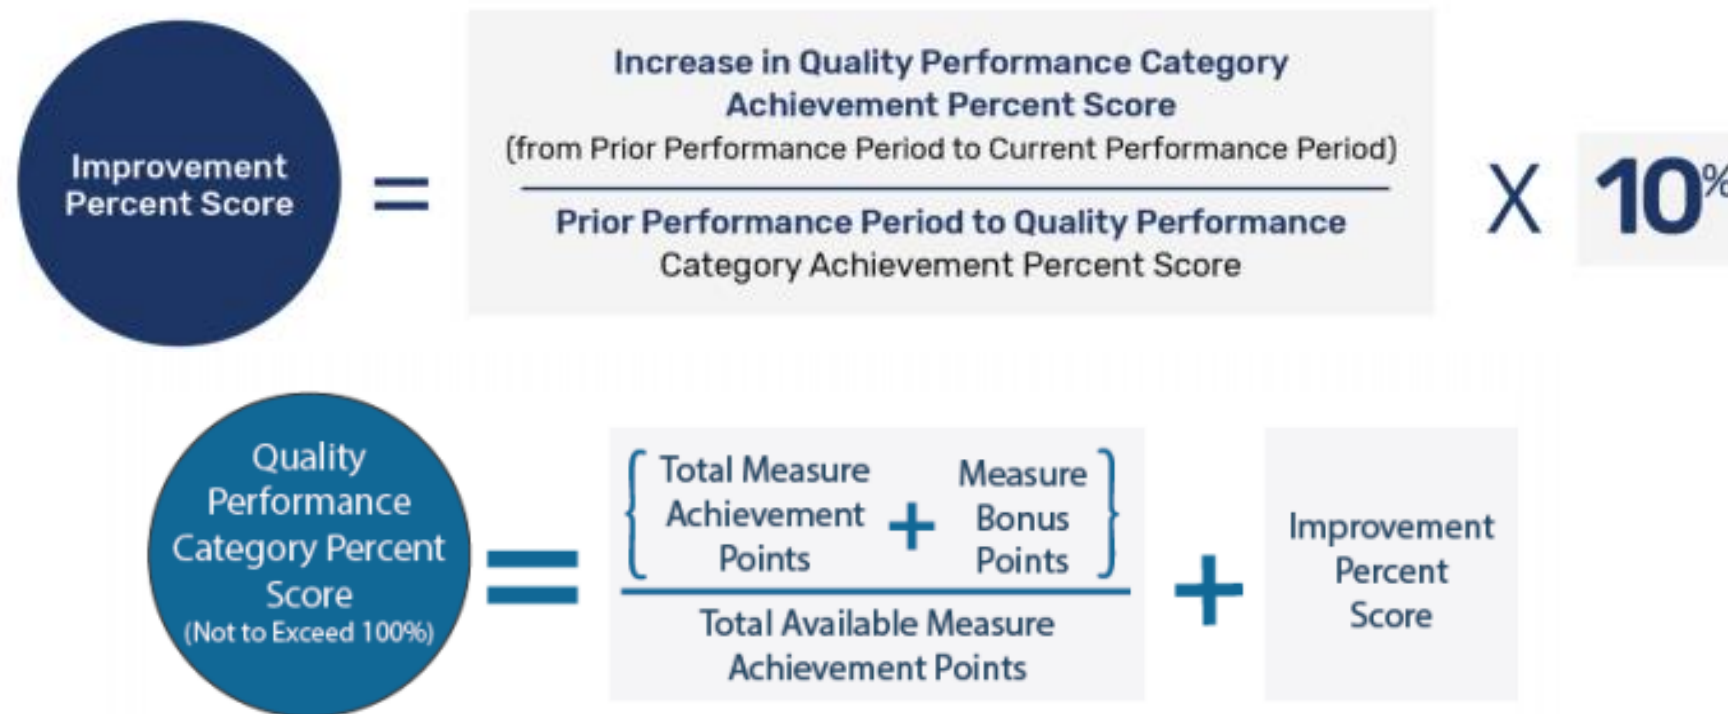 Improvement
Percent Score
=
Increase in Quality Performance Category
Achievement Percent Score
(from Prior Performance Period to Current Performance Period)
Prior Performance Period to Quality Performance
Category Achievement Percent Score
X
10%
Quality
Performance
Category Percent
Score
(Not to Exceed 100%)
=
{ Total Measure
Achievement
Points
+
Measure
Bonus
Points }
Total Available Measure
Achievement Points
+
Improvement
Percent
Score